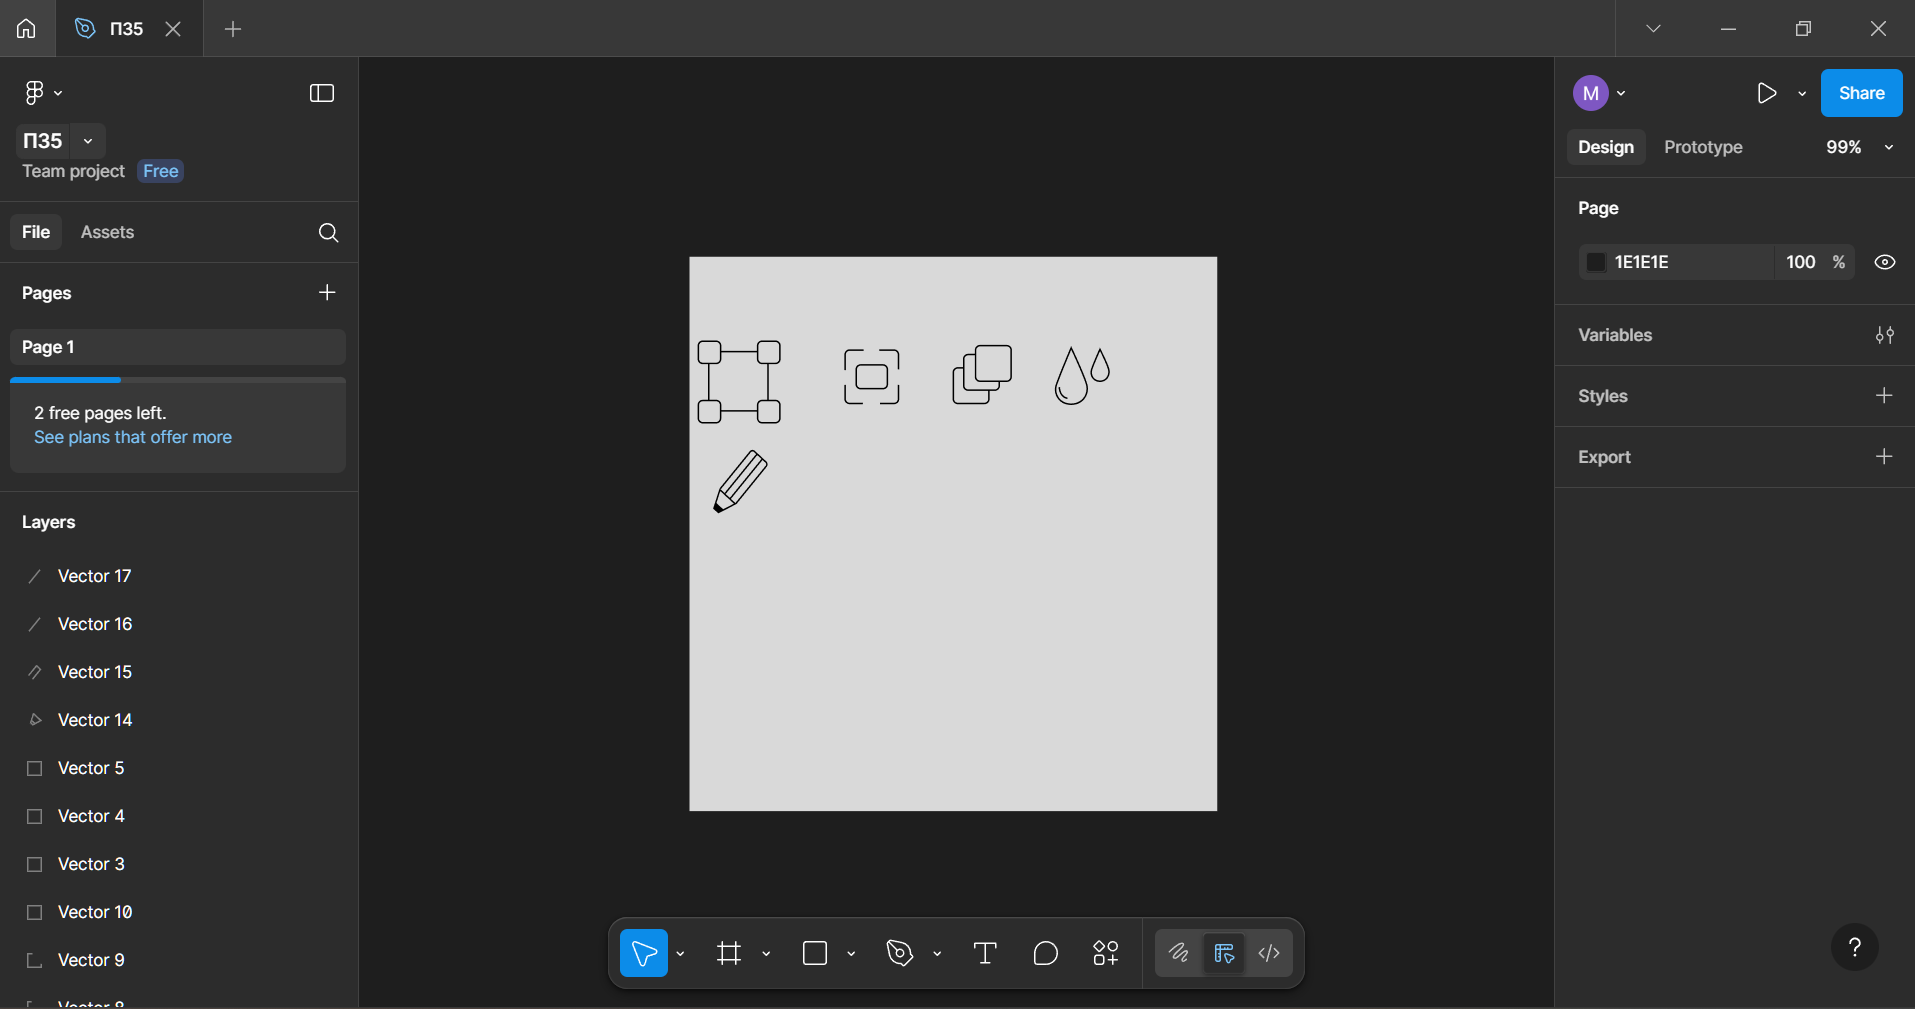 П35
П35
Team project Free
File Assets
Pages
Page 1
2 free pages left.
See plans that offer more
Layers
Vector 17
Vector 16
Vector 15
Vector 14
Vector 5
Vector 4
Vector 3
Vector 10
Vector 9
M
Share
Design Prototype 99%
Page
1E1E1E 100 %
Variables
Styles
Export
?